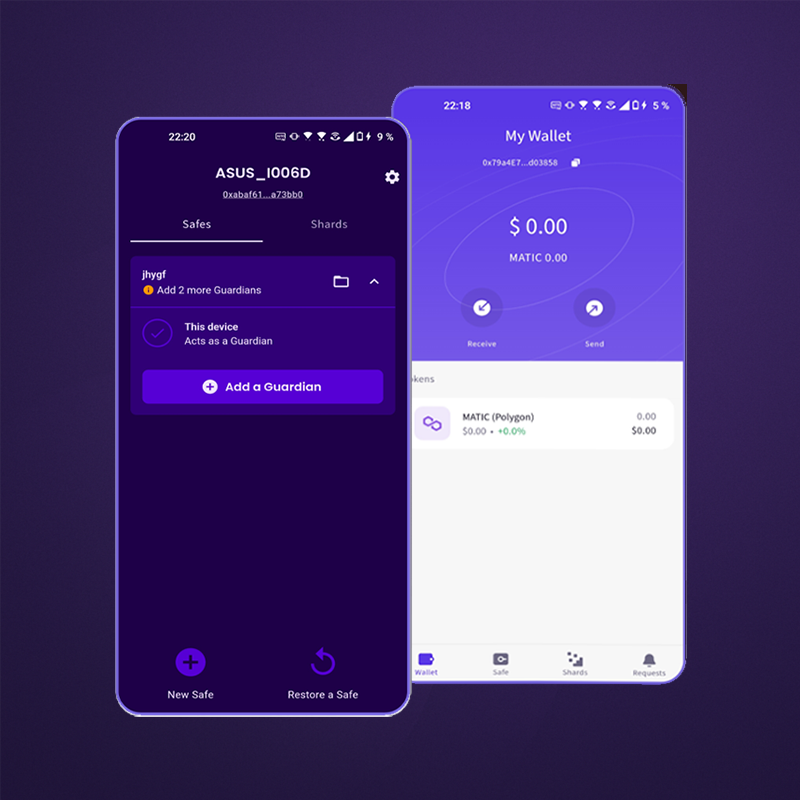 22:20
9 %
ASUS_I006D
0xabaf61...a73bb0
Safes
Shards
jhygf
Add 2 more Guardians
This device
Acts as a Guardian
Add a Guardian
New Safe
Restore a Safe
22:18
5 %
My Wallet
0x79a4E7...d03858
$ 0.00
MATIC 0.00
Receive
Send
kens
MATIC (Polygon)
0.00
$0.00 • +0.0%
$0.00
Wallet
Safe
Shards
Requests